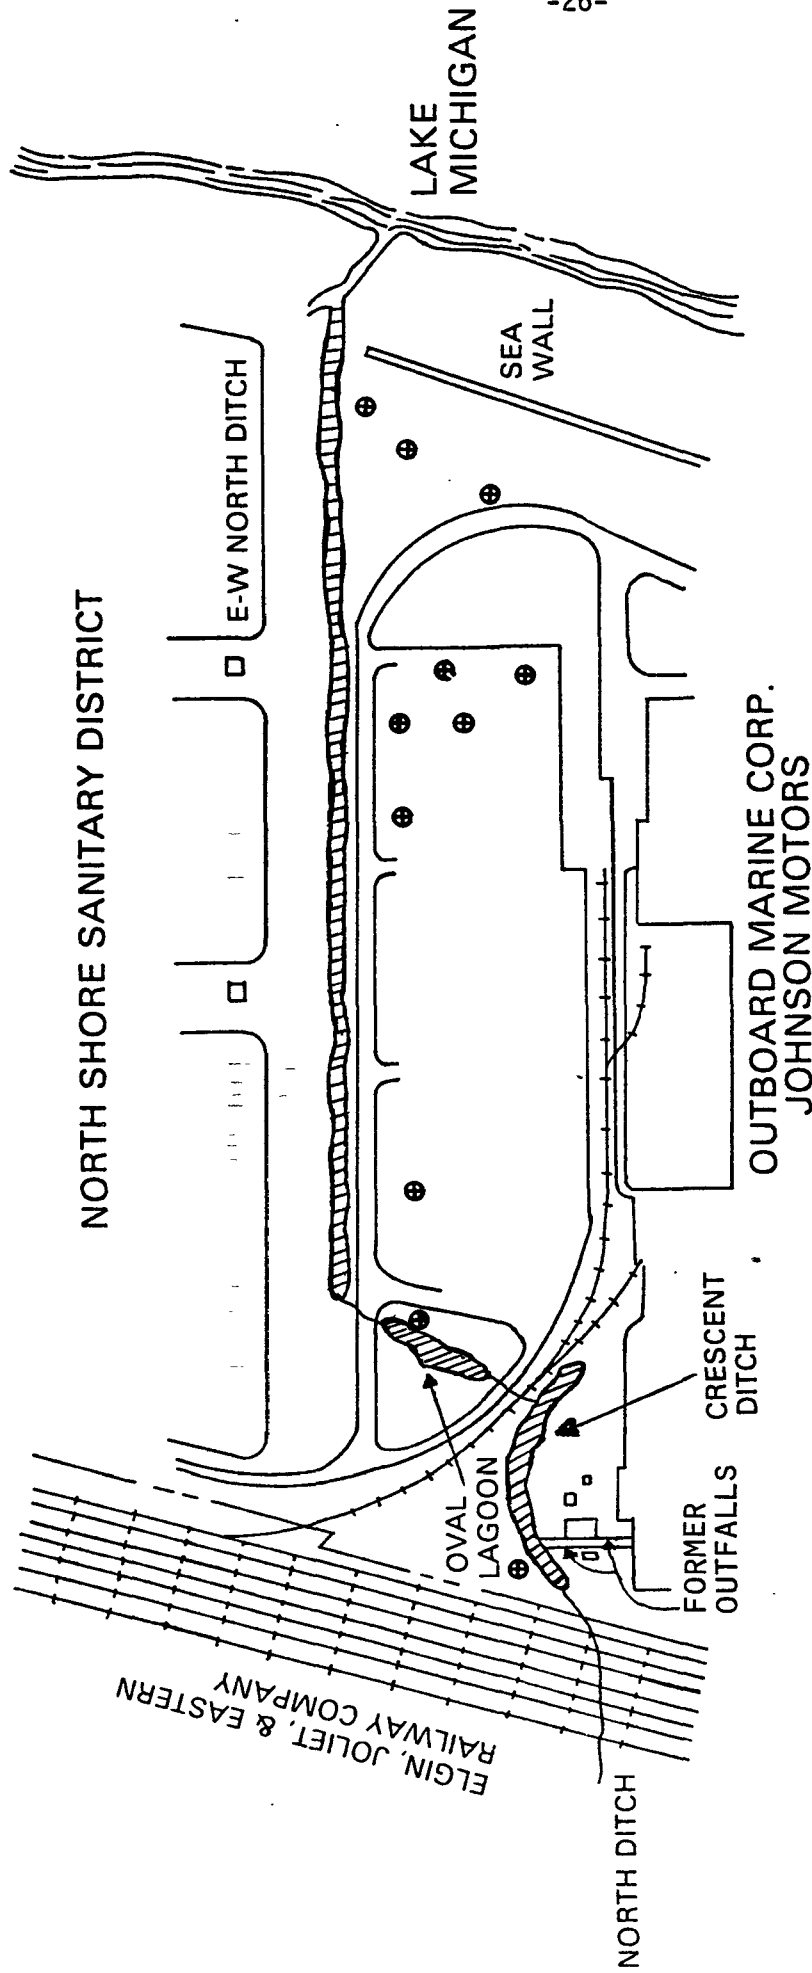 -28-
LAKE
MICHIGAN
SEA
WALL
E-W NORTH DITCH
NORTH SHORE SANITARY DISTRICT
OUTBOARD MARINE CORP.
JOHNSON MOTORS
CRESCENT
DITCH
OVAL
LAGOON
FORMER
OUTFALLS
ELGIN, JOLIET, & EASTERN
RAILWAY COMPANY
NORTH DITCH